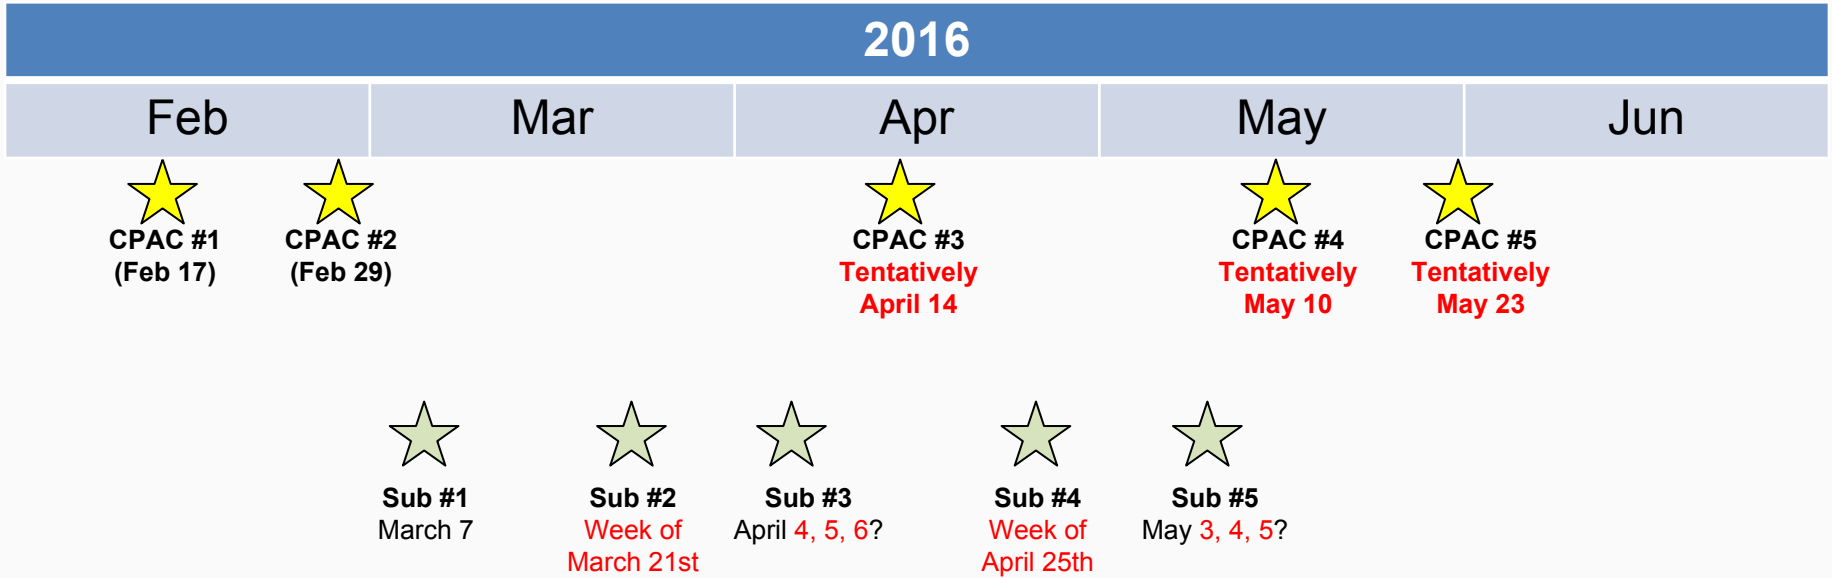 2016
Feb Mar Apr May Jun
CPAC #1 CPAC #2 CPAC #3 CPAC #4 CPAC #5
(Feb 17) (Feb 29) Tentatively Tentatively Tentatively
April 14 May 10 May 23
Sub #1 Sub #2 Sub #3 Sub #4 Sub #5
March 7 Week of April 4, 5, 6? Week of May 3, 4, 5?
March 21st April 25th